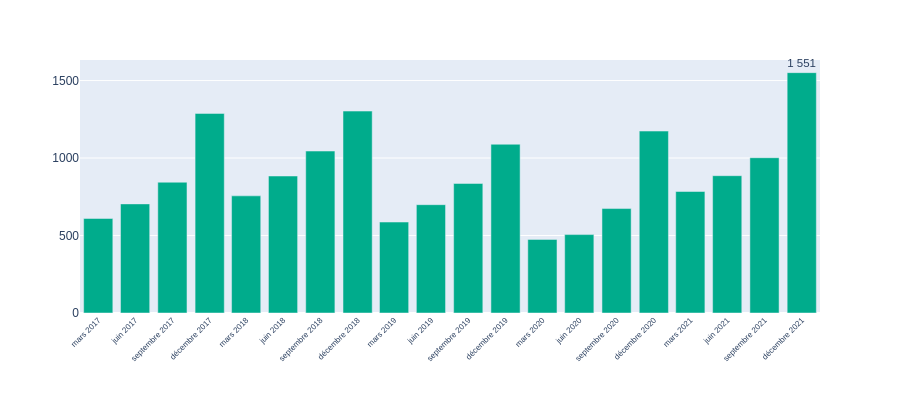 1 551
1500
1000
500
0
mars 2017
juin 2017
septembre 2017
décembre 2017
mars 2018
juin 2018
septembre 2018
décembre 2018
mars 2019
juin 2019
septembre 2019
décembre 2019
mars 2020
juin 2020
septembre 2020
décembre 2020
mars 2021
juin 2021
septembre 2021
décembre 2021